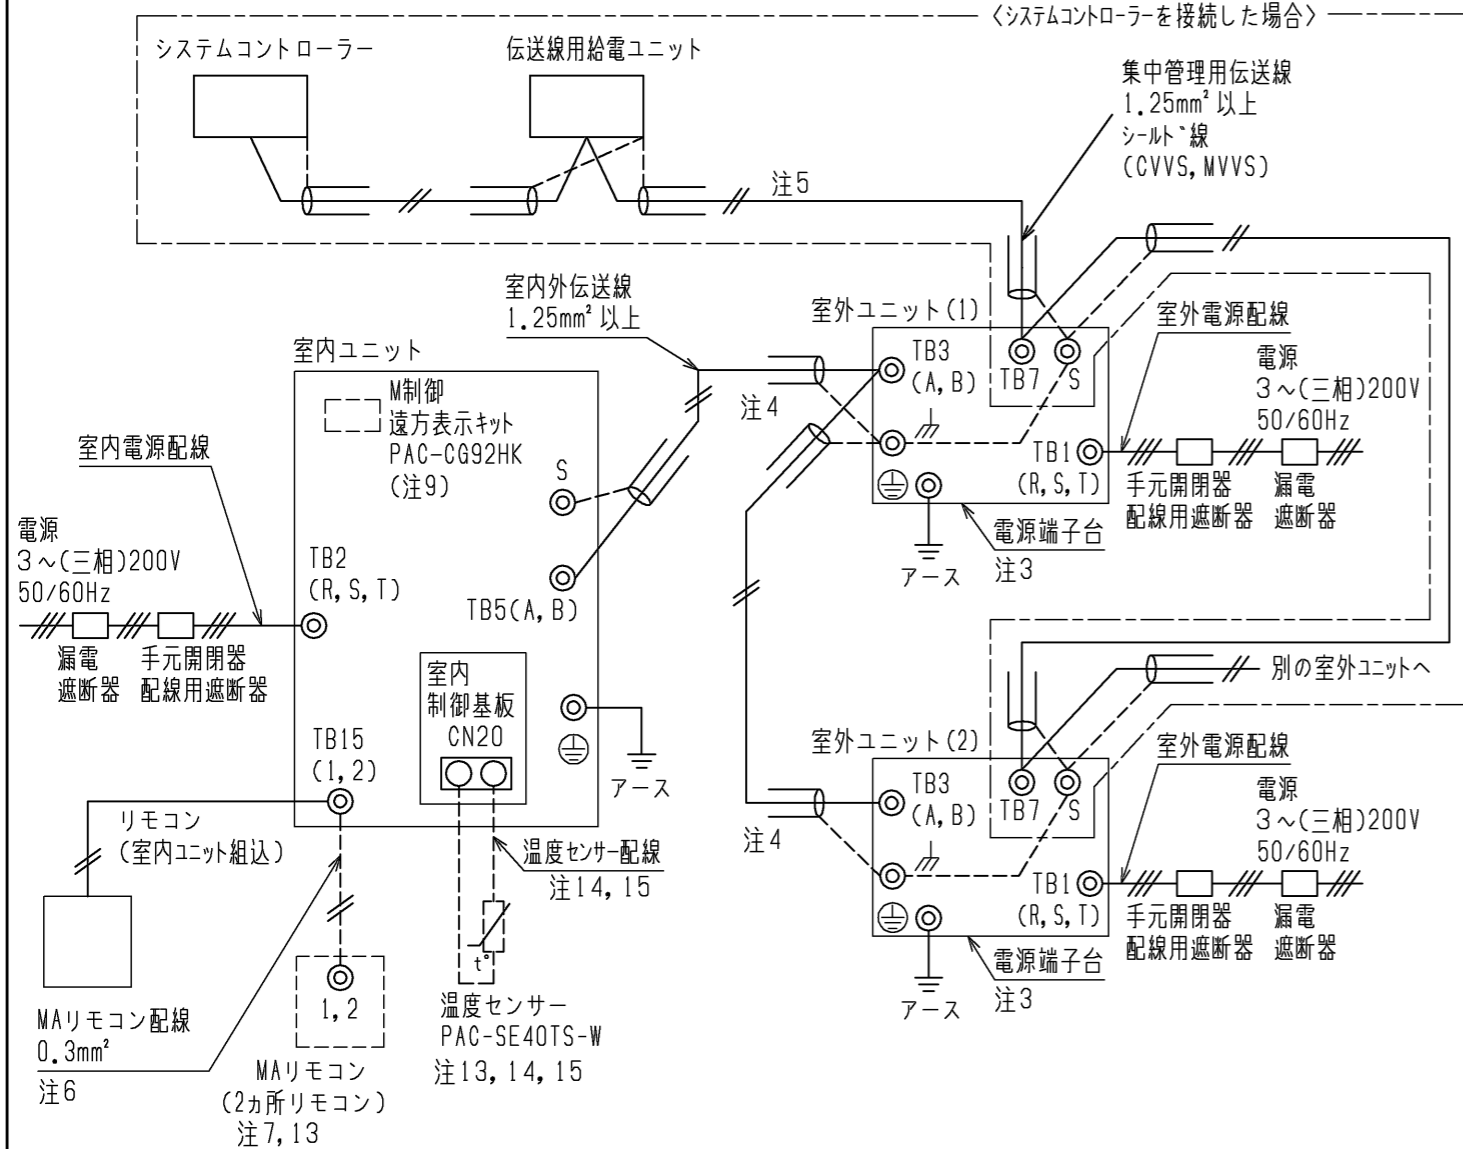 〈システムコントローラーを接続した場合〉
システムコントローラー
伝送線用給電ユニット
集中管理用伝送線
1.25mm²以上
シールド線
(CVVS,MVVS)
注5
室内外伝送線
1.25mm²以上
室外ユニット(1)
室外電源配線
電源
3～(三相)200V
50/60Hz
TB3
(A,B)
TB7
S
注4
TB1
(R,S,T)
手元開閉器
配線用遮断器
漏電
遮断器
電源端子台
注3
アース
室内ユニット
M制御
遠方表示キット
PAC-CG92HK
(注9)
室内電源配線
電源
3～(三相)200V
50/60Hz
漏電
遮断器
手元開閉器
配線用遮断器
TB2
(R,S,T)
S
TB5(A,B)
室内
制御基板
CN20
TB15
(1,2)
アース
リモコン
(室内ユニット組込)
温度センサー配線
注14,15
t°
1,2
MAリモコン配線
0.3mm²
注6
MAリモコン
(2ヵ所リモコン)
注7,13
温度センサー
PAC-SE40TS-W
注13,14,15
別の室外ユニットへ
室外ユニット(2)
室外電源配線
電源
3～(三相)200V
50/60Hz
TB3
(A,B)
TB7
S
注4
TB1
(R,S,T)
手元開閉器
配線用遮断器
漏電
遮断器
電源端子台
注3
アース